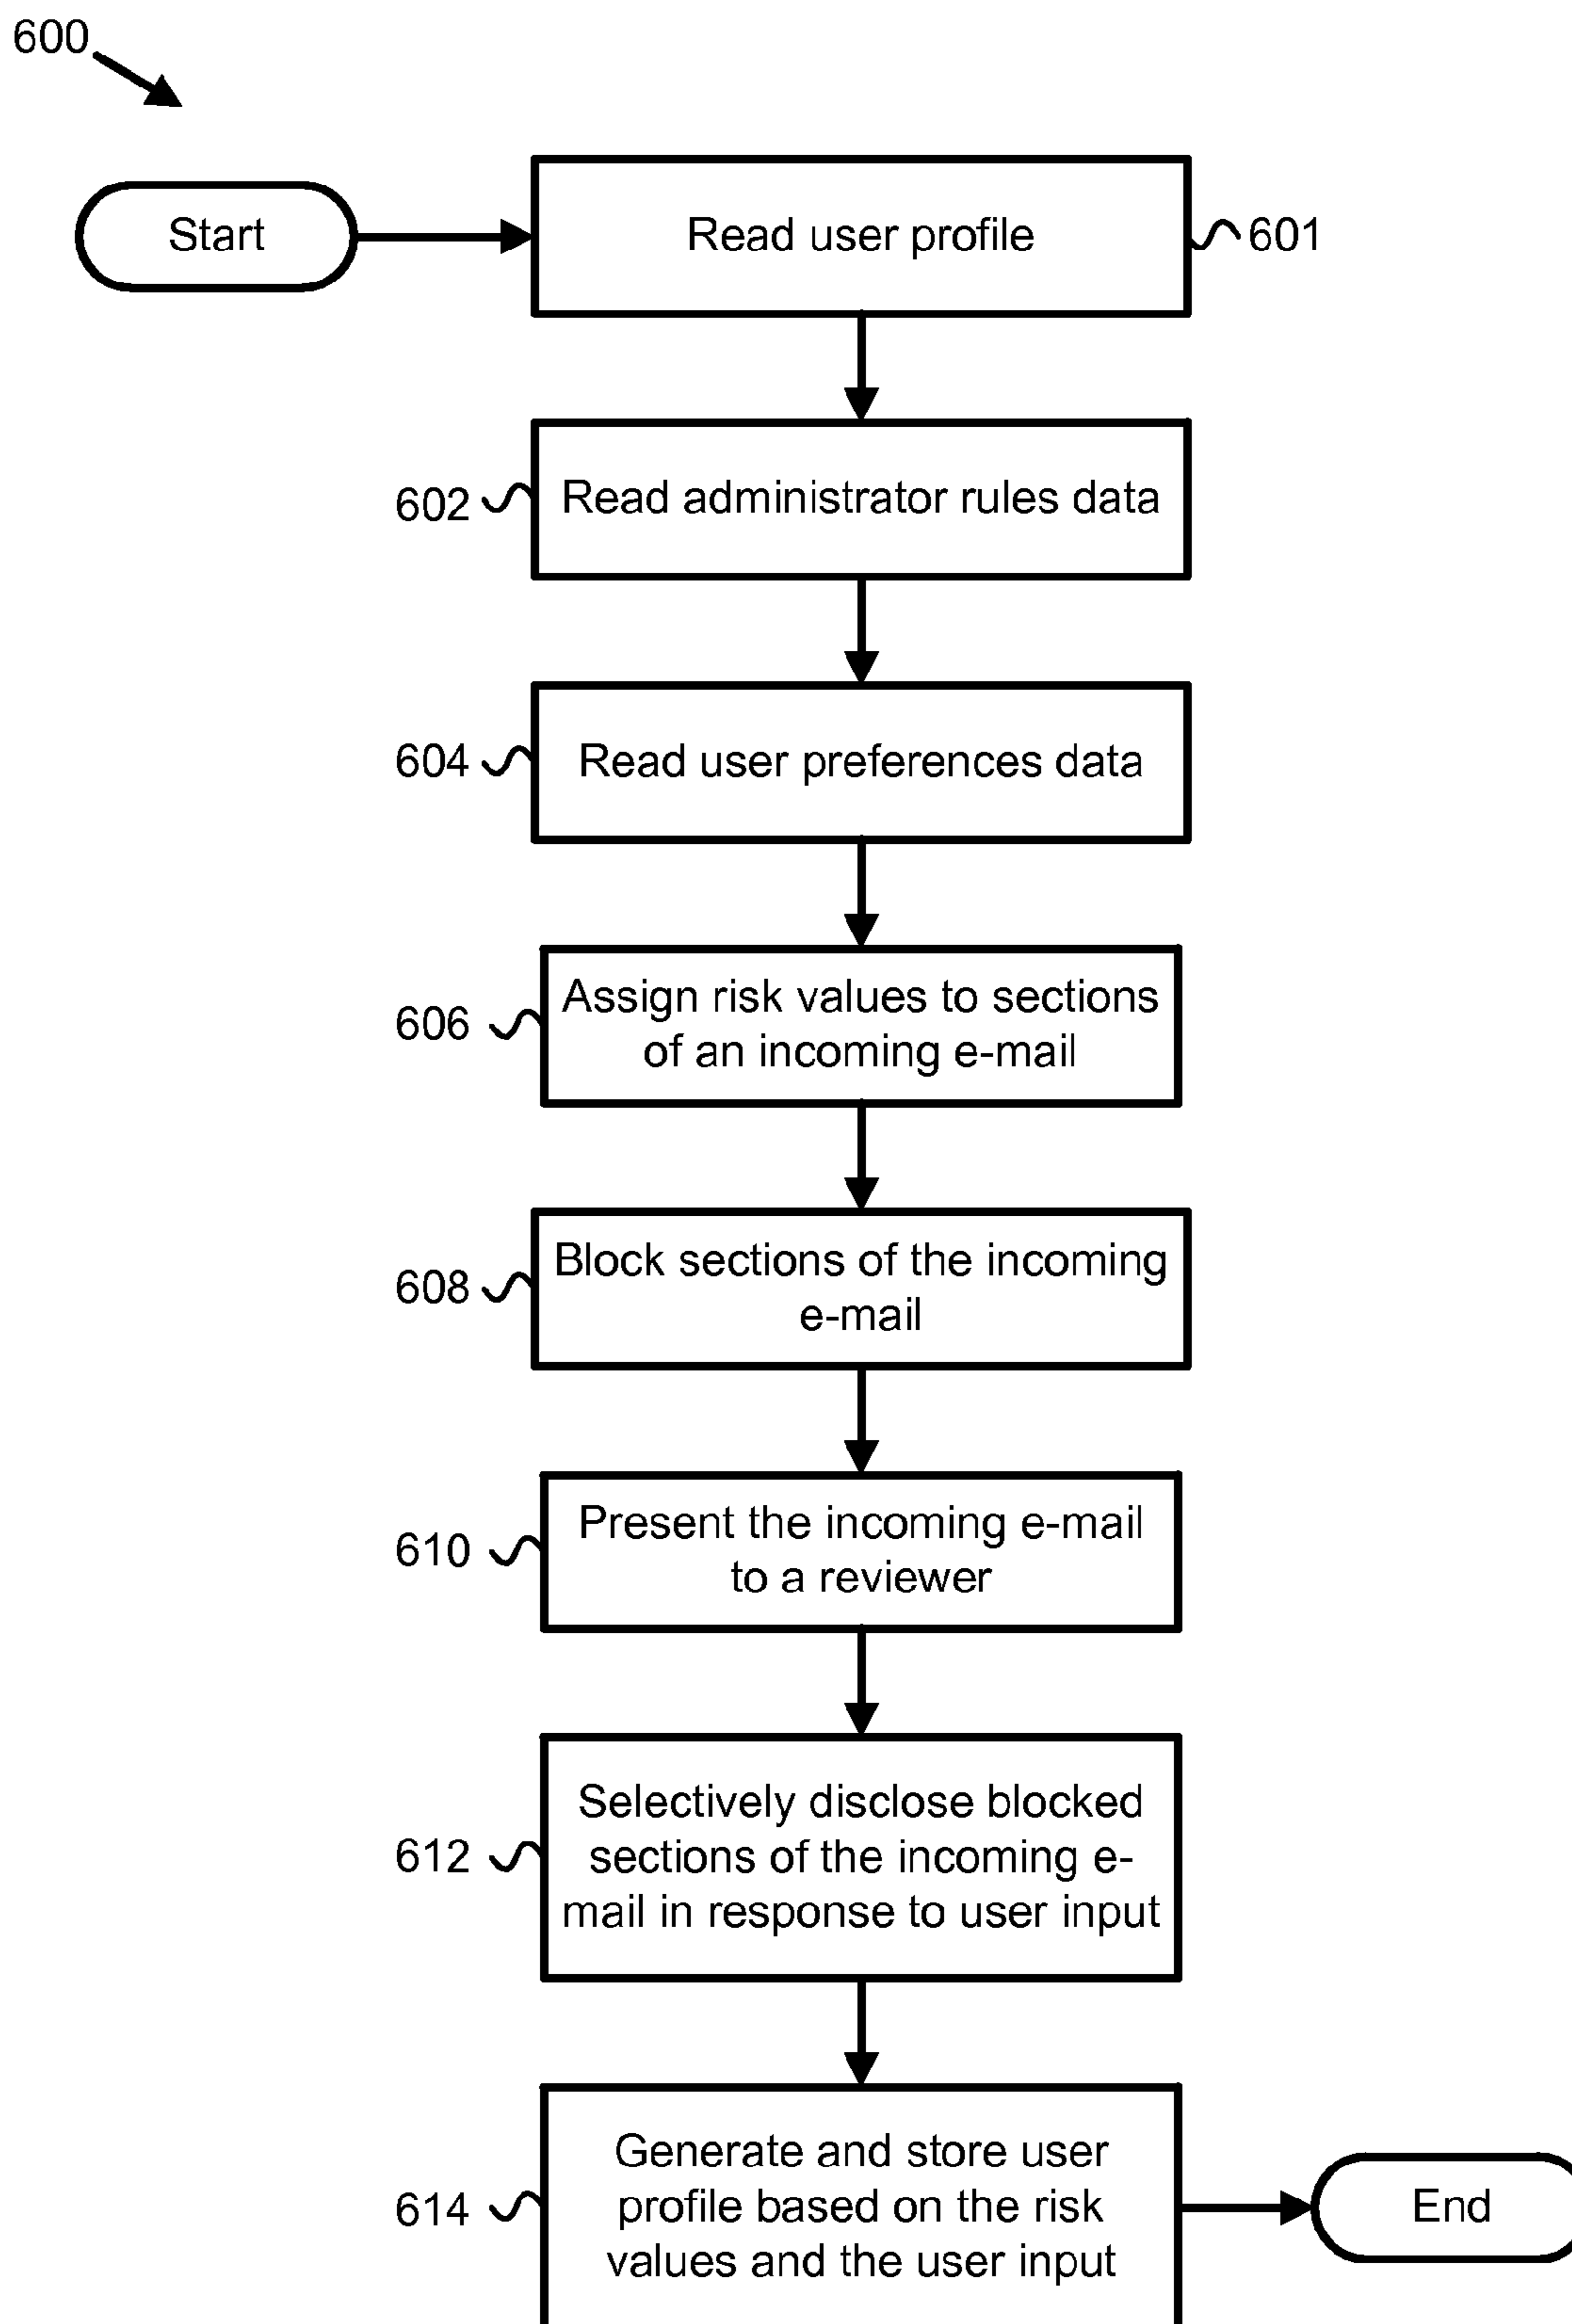 600
Start
Read user profile
601
602
Read administrator rules data
604
Read user preferences data
606
Assign risk values to sections
of an incoming e-mail
608
Block sections of the incoming
e-mail
610
Present the incoming e-mail
to a reviewer
612
Selectively disclose blocked
sections of the incoming e-
mail in response to user input
614
Generate and store user
profile based on the risk
values and the user input
End